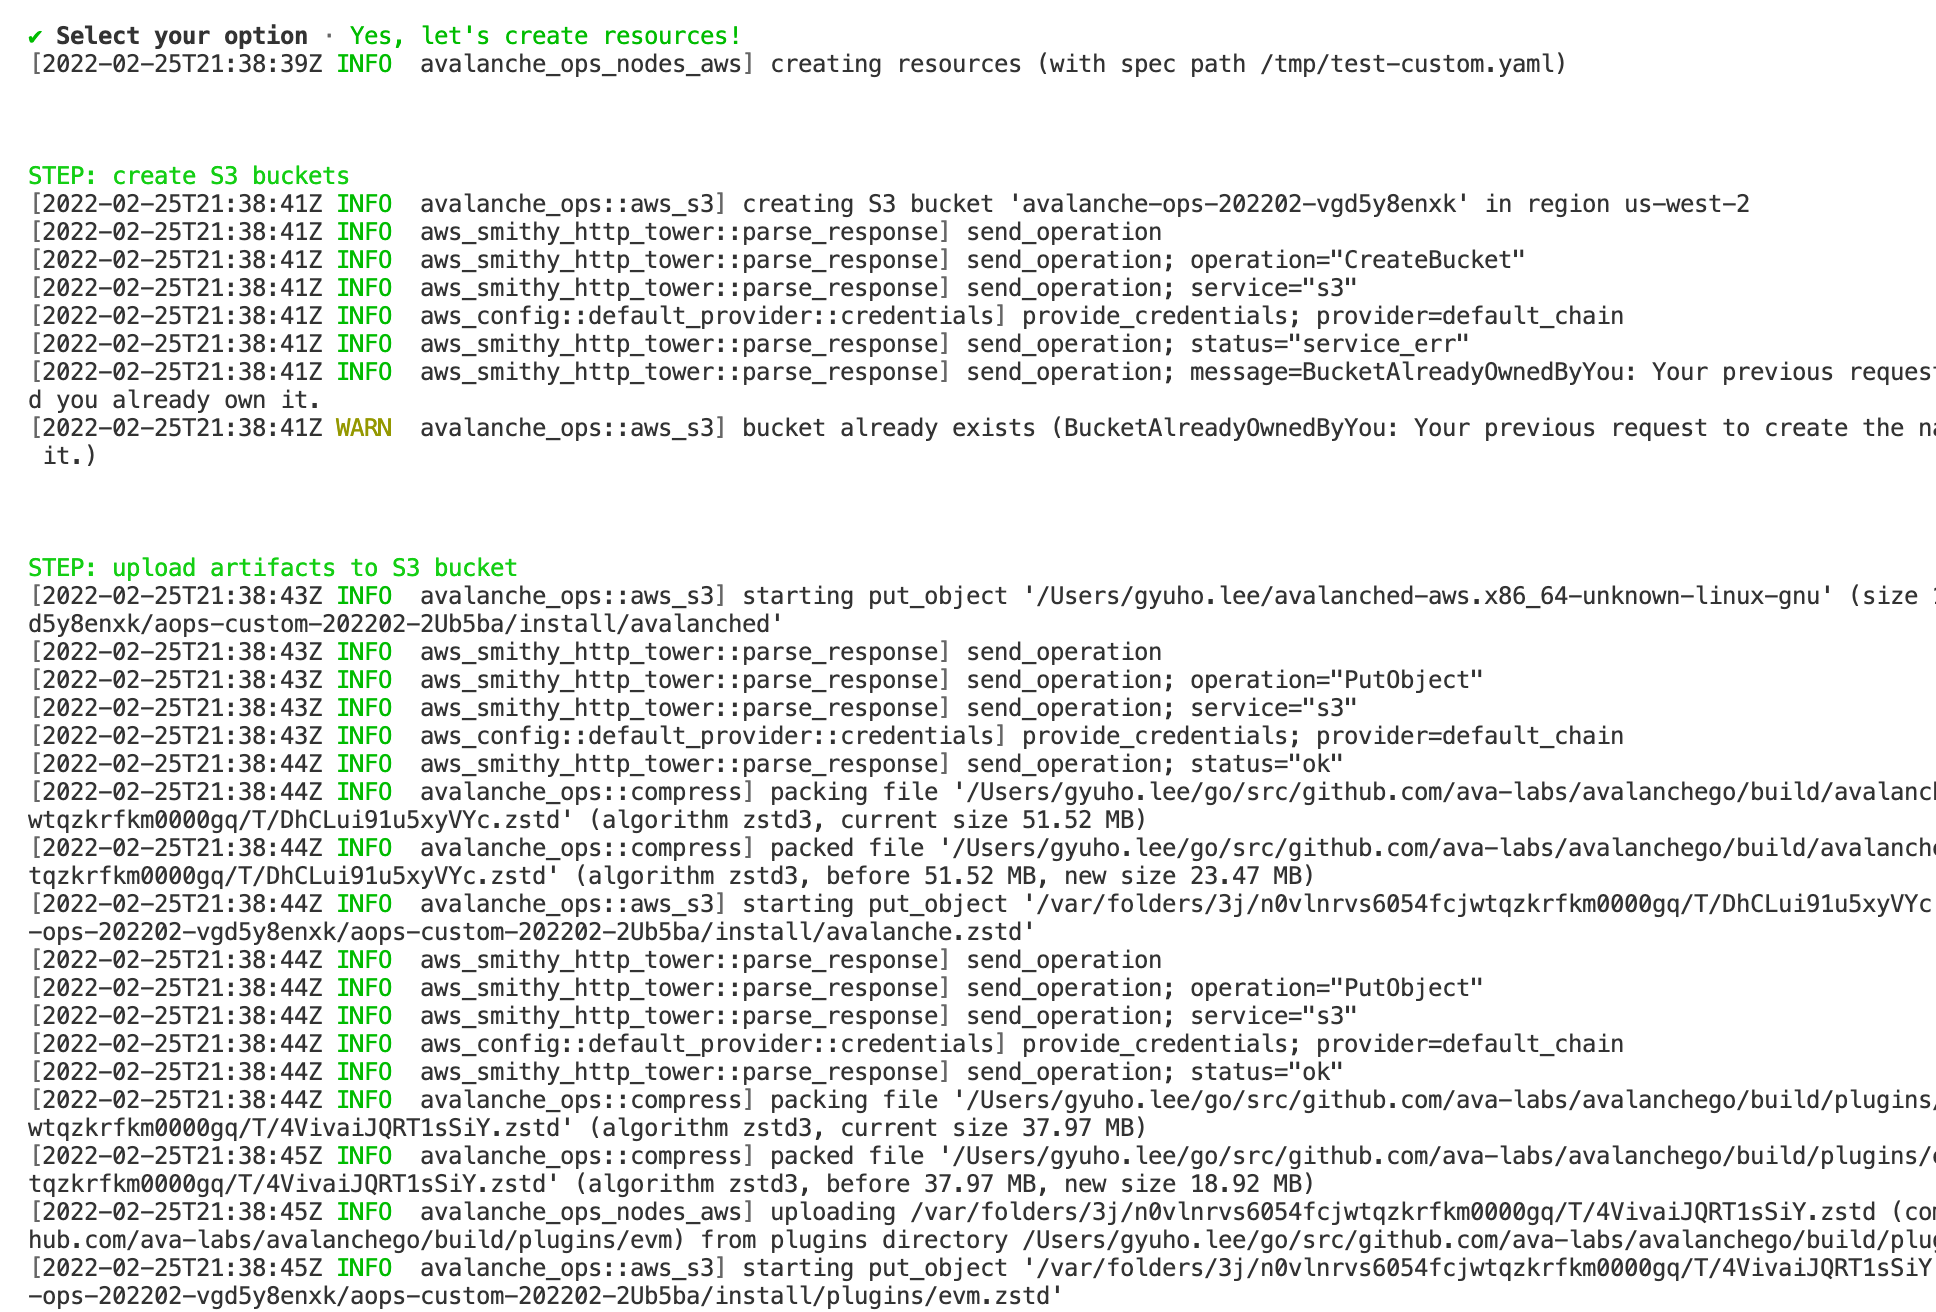 ✔ Select your option · Yes, let's create resources!
[2022-02-25T21:38:39Z INFO  avalanche_ops_nodes_aws] creating resources (with spec path /tmp/test-custom.yaml)
STEP: create S3 buckets
[2022-02-25T21:38:41Z INFO  avalanche_ops::aws_s3] creating S3 bucket 'avalanche-ops-202202-vgd5y8enxk' in region us-west-2
[2022-02-25T21:38:41Z INFO  aws_smithy_http_tower::parse_response] send_operation
[2022-02-25T21:38:41Z INFO  aws_smithy_http_tower::parse_response] send_operation; operation="CreateBucket"
[2022-02-25T21:38:41Z INFO  aws_smithy_http_tower::parse_response] send_operation; service="s3"
[2022-02-25T21:38:41Z INFO  aws_config::default_provider::credentials] provide_credentials; provider=default_chain
[2022-02-25T21:38:41Z INFO  aws_smithy_http_tower::parse_response] send_operation; status="service_err"
[2022-02-25T21:38:41Z INFO  aws_smithy_http_tower::parse_response] send_operation; message=BucketAlreadyOwnedByYou: Your previous request
d you already own it.
[2022-02-25T21:38:41Z WARN  avalanche_ops::aws_s3] bucket already exists (BucketAlreadyOwnedByYou: Your previous request to create the na
 it.)
STEP: upload artifacts to S3 bucket
[2022-02-25T21:38:43Z INFO  avalanche_ops::aws_s3] starting put_object '/Users/gyuho.lee/avalanched-aws.x86_64-unknown-linux-gnu' (size
d5y8enxk/aops-custom-202202-2Ub5ba/install/avalanched'
[2022-02-25T21:38:43Z INFO  aws_smithy_http_tower::parse_response] send_operation
[2022-02-25T21:38:43Z INFO  aws_smithy_http_tower::parse_response] send_operation; operation="PutObject"
[2022-02-25T21:38:43Z INFO  aws_smithy_http_tower::parse_response] send_operation; service="s3"
[2022-02-25T21:38:43Z INFO  aws_config::default_provider::credentials] provide_credentials; provider=default_chain
[2022-02-25T21:38:44Z INFO  aws_smithy_http_tower::parse_response] send_operation; status="ok"
[2022-02-25T21:38:44Z INFO  avalanche_ops::compress] packing file '/Users/gyuho.lee/go/src/github.com/ava-labs/avalanchego/build/avalanch
wtqzkrfkm0000gq/T/DhCLui91u5xyVYc.zstd' (algorithm zstd3, current size 51.52 MB)
[2022-02-25T21:38:44Z INFO  avalanche_ops::compress] packed file '/Users/gyuho.lee/go/src/github.com/ava-labs/avalanchego/build/avalanche
tqzkrfkm0000gq/T/DhCLui91u5xyVYc.zstd' (algorithm zstd3, before 51.52 MB, new size 23.47 MB)
[2022-02-25T21:38:44Z INFO  avalanche_ops::aws_s3] starting put_object '/var/folders/3j/n0vlnrvs6054fcjwtqzkrfkm0000gq/T/DhCLui91u5xyVYc
-ops-202202-vgd5y8enxk/aops-custom-202202-2Ub5ba/install/avalanche.zstd'
[2022-02-25T21:38:44Z INFO  aws_smithy_http_tower::parse_response] send_operation
[2022-02-25T21:38:44Z INFO  aws_smithy_http_tower::parse_response] send_operation; operation="PutObject"
[2022-02-25T21:38:44Z INFO  aws_smithy_http_tower::parse_response] send_operation; service="s3"
[2022-02-25T21:38:44Z INFO  aws_config::default_provider::credentials] provide_credentials; provider=default_chain
[2022-02-25T21:38:44Z INFO  aws_smithy_http_tower::parse_response] send_operation; status="ok"
[2022-02-25T21:38:44Z INFO  avalanche_ops::compress] packing file '/Users/gyuho.lee/go/src/github.com/ava-labs/avalanchego/build/plugins/
wtqzkrfkm0000gq/T/4VivaiJQRT1sSiY.zstd' (algorithm zstd3, current size 37.97 MB)
[2022-02-25T21:38:45Z INFO  avalanche_ops::compress] packed file '/Users/gyuho.lee/go/src/github.com/ava-labs/avalanchego/build/plugins/e
tqzkrfkm0000gq/T/4VivaiJQRT1sSiY.zstd' (algorithm zstd3, before 37.97 MB, new size 18.92 MB)
[2022-02-25T21:38:45Z INFO  avalanche_ops_nodes_aws] uploading /var/folders/3j/n0vlnrvs6054fcjwtqzkrfkm0000gq/T/4VivaiJQRT1sSiY.zstd (com
hub.com/ava-labs/avalanchego/build/plugins/evm) from plugins directory /Users/gyuho.lee/go/src/github.com/ava-labs/avalanchego/build/plug
[2022-02-25T21:38:45Z INFO  avalanche_ops::aws_s3] starting put_object '/var/folders/3j/n0vlnrvs6054fcjwtqzkrfkm0000gq/T/4VivaiJQRT1sSiY
-ops-202202-vgd5y8enxk/aops-custom-202202-2Ub5ba/install/plugins/evm.zstd'